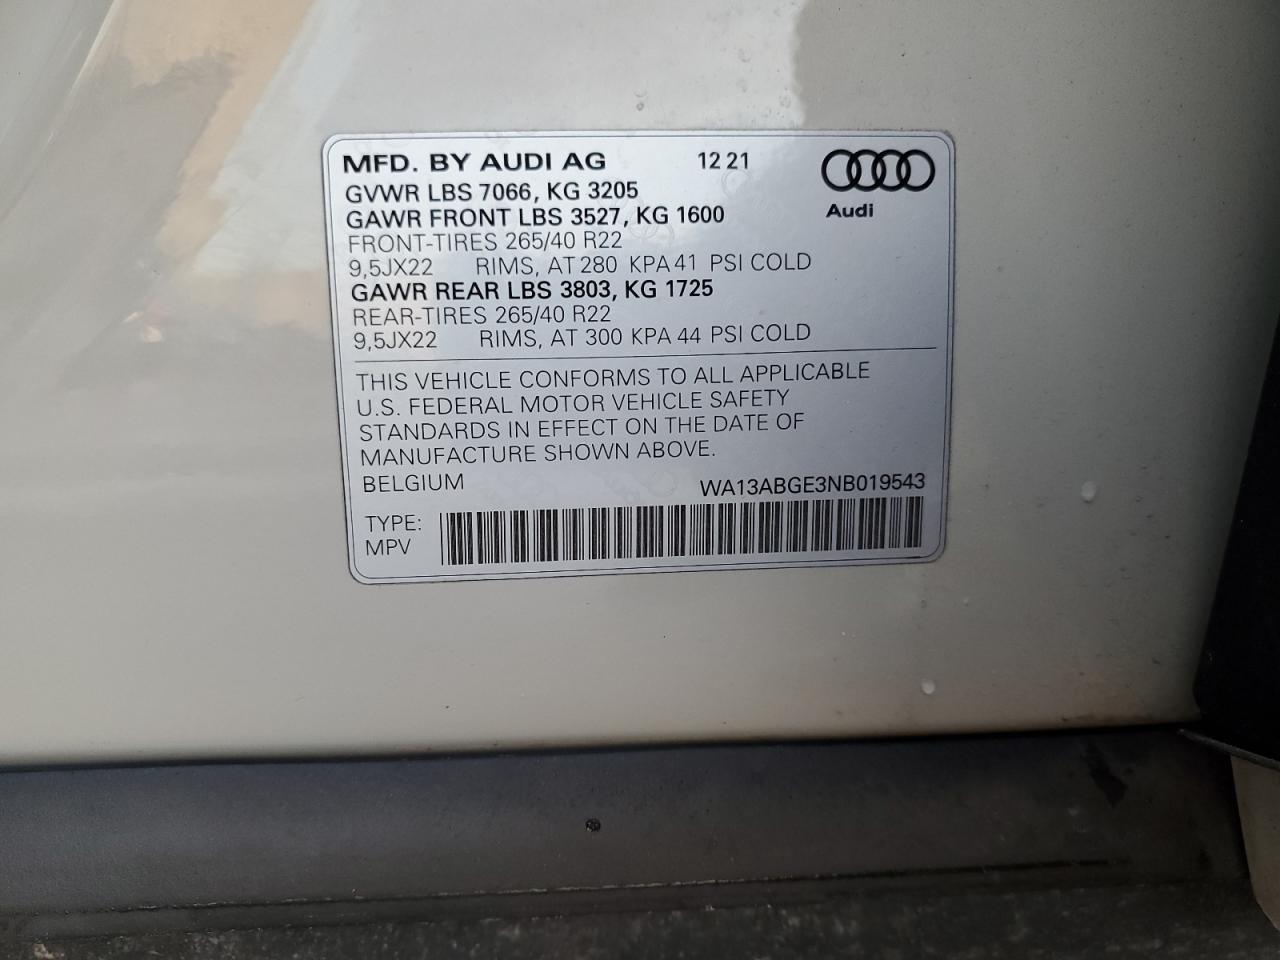 MFD. BY AUDI AG 12 21
GVWR LBS 7066, KG 3205
GAWR FRONT LBS 3527, KG 1600
Audi
FRONT-TIRES 265/40 R22
9,5JX22 RIMS, AT 280 KPA 41 PSI COLD
GAWR REAR LBS 3803, KG 1725
REAR-TIRES 265/40 R22
9,5JX22 RIMS, AT 300 KPA 44 PSI COLD
THIS VEHICLE CONFORMS TO ALL APPLICABLE
U.S. FEDERAL MOTOR VEHICLE SAFETY
STANDARDS IN EFFECT ON THE DATE OF
MANUFACTURE SHOWN ABOVE.
BELGIUM WA13ABGE3NB019543
TYPE:
MPV